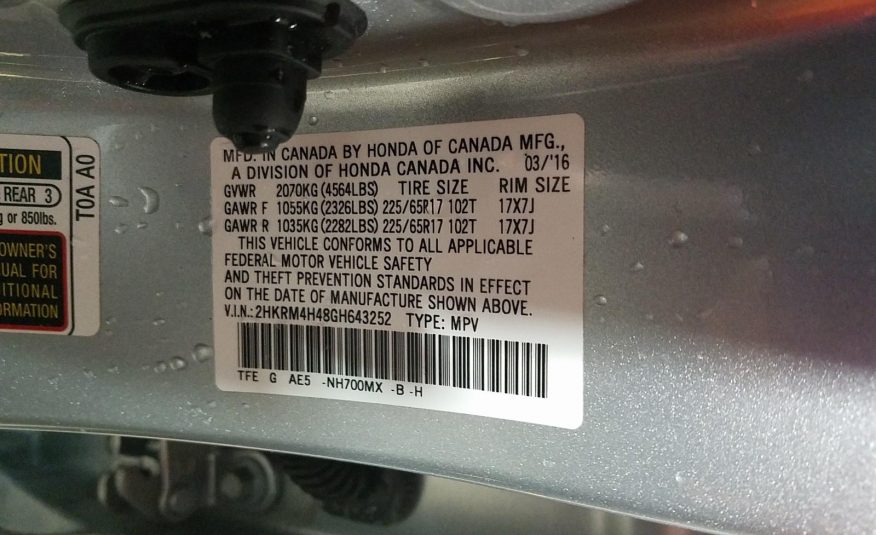 TION
REAR 3
g or 850lbs.
OWNER'S
UAL FOR
ITIONAL
ORMATION
T0A A0
MFD. IN CANADA BY HONDA OF CANADA MFG.,
A DIVISION OF HONDA CANADA INC. 03/'16
GVWR 2070KG(4564LBS) TIRE SIZE RIM SIZE
GAWR F 1055KG(2326LBS) 225/65R17 102T 17X7J
GAWR R 1035KG(2282LBS) 225/65R17 102T 17X7J
THIS VEHICLE CONFORMS TO ALL APPLICABLE
FEDERAL MOTOR VEHICLE SAFETY
AND THEFT PREVENTION STANDARDS IN EFFECT
ON THE DATE OF MANUFACTURE SHOWN ABOVE.
V.I.N.:2HKRM4H48GH643252 TYPE: MPV
TFE G AE5 -NH700MX -B -H